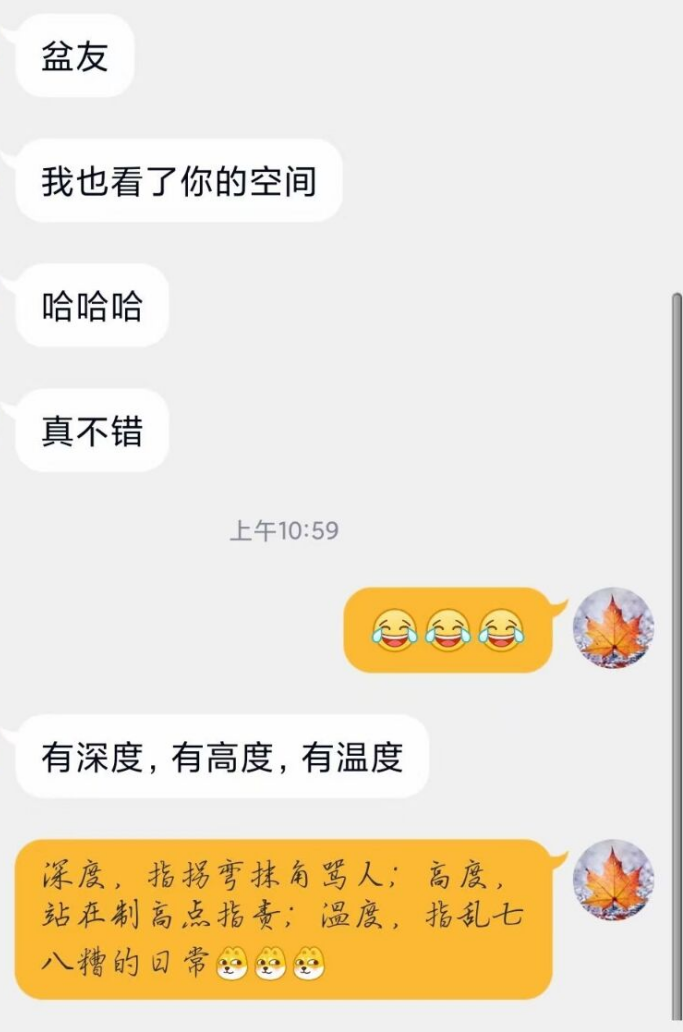 盆友
我也看了你的空间
哈哈哈
真不错
上午10:59
😂😂😂
有深度，有高度，有温度
深度，指拐弯抹角骂人；高度，
站在制高点指责；温度，指乱七
八糟的日常